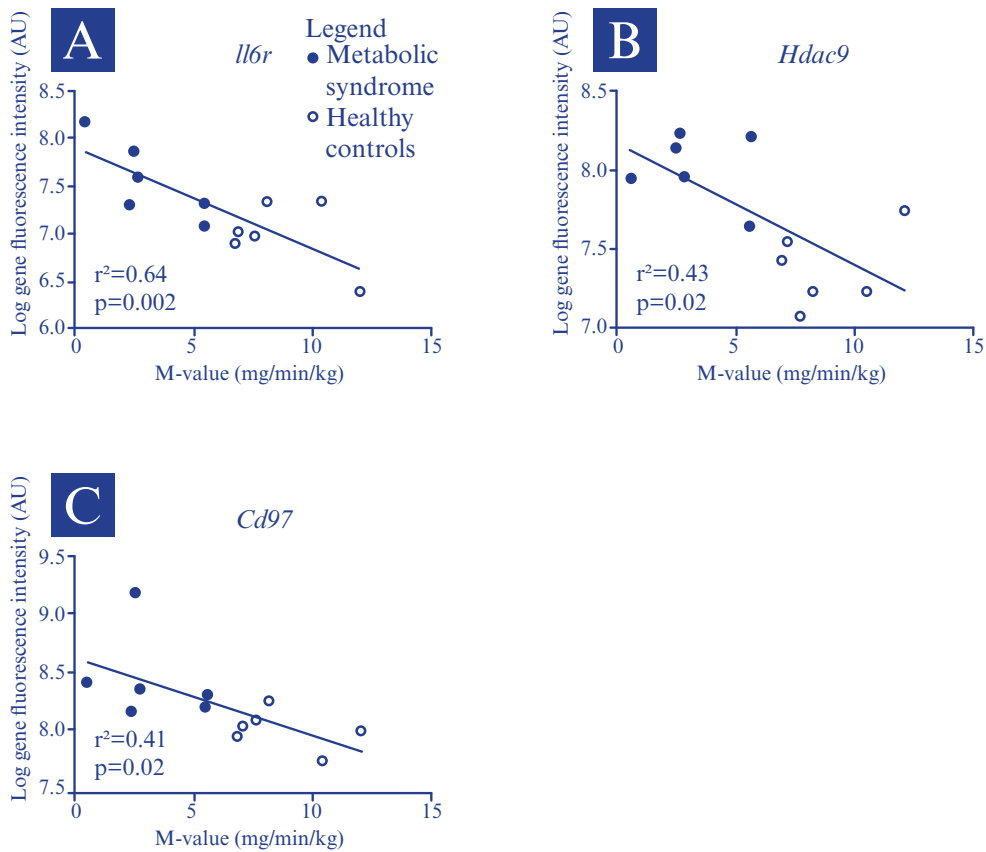 A
Il6r
Legend
Metabolic
syndrome
Healthy
controls
Log gene fluorescence intensity (AU)
8.5
8.0
7.5
7.0
6.5
6.0
r²=0.64
p=0.002
0 5 10 15
M-value (mg/min/kg)
B
Hdac9
Log gene fluorescence intensity (AU)
8.5
8.0
7.5
7.0
r²=0.43
p=0.02
0 5 10 15
M-value (mg/min/kg)
C
Cd97
Log gene fluorescence intensity (AU)
9.5
9.0
8.5
8.0
7.5
r²=0.41
p=0.02
0 5 10 15
M-value (mg/min/kg)